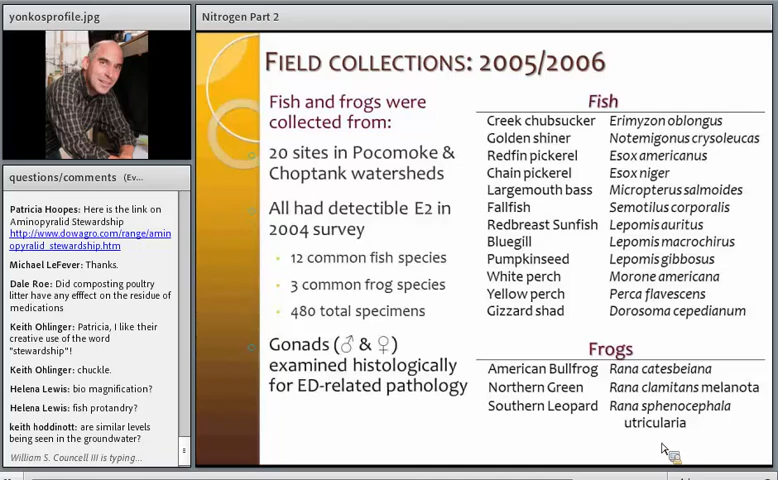 yonkosprofile.jpg
questions/comments (Ev...
Patricia Hoopes: Here is the link on
Aminopyralid Stewardship
http://www.dowagro.com/range/amin
opyralid_stewardship.htm
Michael LeFever: Thanks.
Dale Roe: Did composting poultry
litter have any efffect on the residue of
medications
Keith Ohlinger: Patricia, I like their
creative use of the word
"stewardship"!
Keith Ohlinger: chuckle.
Helena Lewis: bio magnification?
Helena Lewis: fish protandry?
keith hoddinott: are similar levels
being seen in the groundwater?
William S. Councell III is typing...
Nitrogen Part 2
FIELD COLLECTIONS: 2005/2006
Fish and frogs were
collected from:
20 sites in Pocomoke &
Choptank watersheds
All had detectible E2 in
2004 survey
• 12 common fish species
• 3 common frog species
• 480 total specimens
Gonads (♂ & ♀)
examined histologically
for ED-related pathology
Fish
Creek chubsucker Erimyzon oblongus
Golden shiner Notemigonus crysoleucas
Redfin pickerel Esox americanus
Chain pickerel Esox niger
Largemouth bass Micropterus salmoides
Fallfish Semotilus corporalis
Redbreast Sunfish Lepomis auritus
Bluegill Lepomis macrochirus
Pumpkinseed Lepomis gibbosus
White perch Morone americana
Yellow perch Perca flavescens
Gizzard shad Dorosoma cepedianum
Frogs
American Bullfrog Rana catesbeiana
Northern Green Rana clamitans melanota
Southern Leopard Rana sphenocephala
utricularia